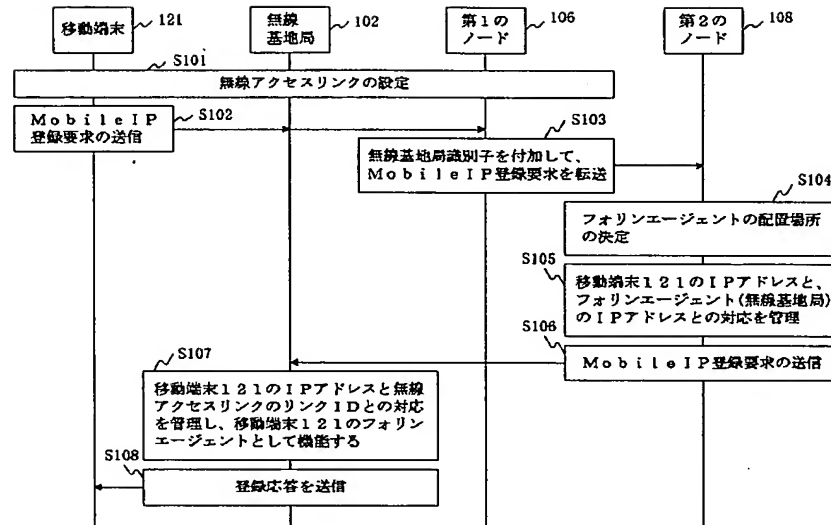 移動端末
121
無線
基地局
102
第1の
ノード
106
第2の
ノード
108
S101
無線アクセスリンクの設定
MobileIP
登録要求の送信
S102
S103
無線基地局識別子を付加して、
MobileIP登録要求を転送
S104
フォリンエージェントの配置場所
の決定
S105
移動端末121のIPアドレスと、
フォリンエージェント(無線基地局)
のIPアドレスとの対応を管理
S106
MobileIP登録要求の送信
S107
移動端末121のIPアドレスと無線
アクセスリンクのリンクIDとの対応
を管理し、移動端末121のフォリン
エージェントとして機能する
S108
登録応答を送信